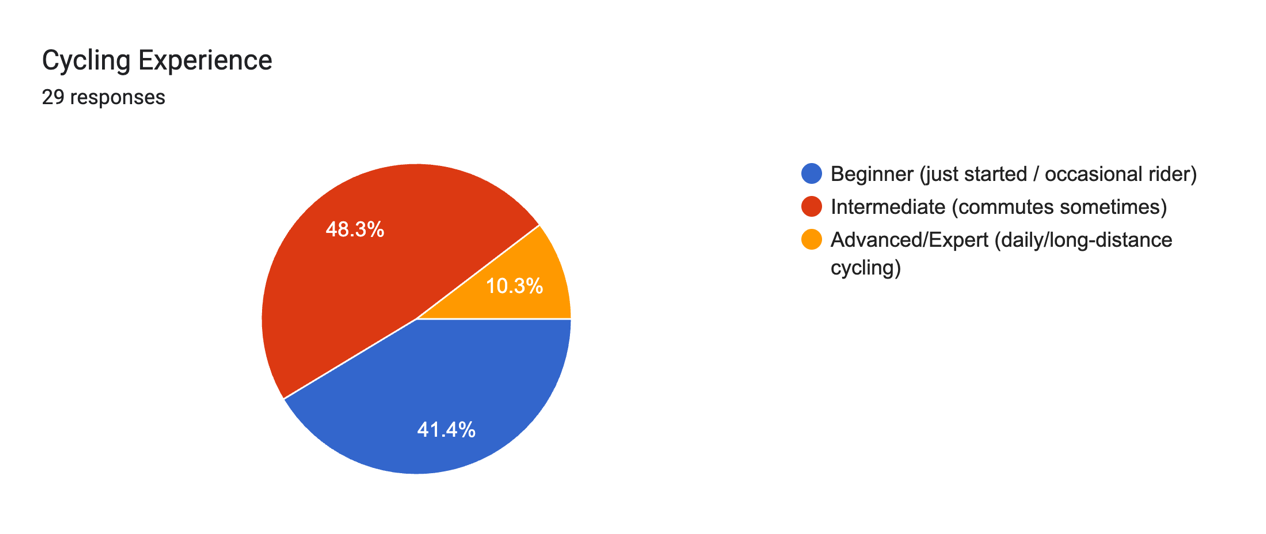 Cycling Experience
29 responses
48.3%
10.3%
41.4%
Beginner (just started / occasional rider)
Intermediate (commutes sometimes)
Advanced/Expert (daily/long-distance
cycling)